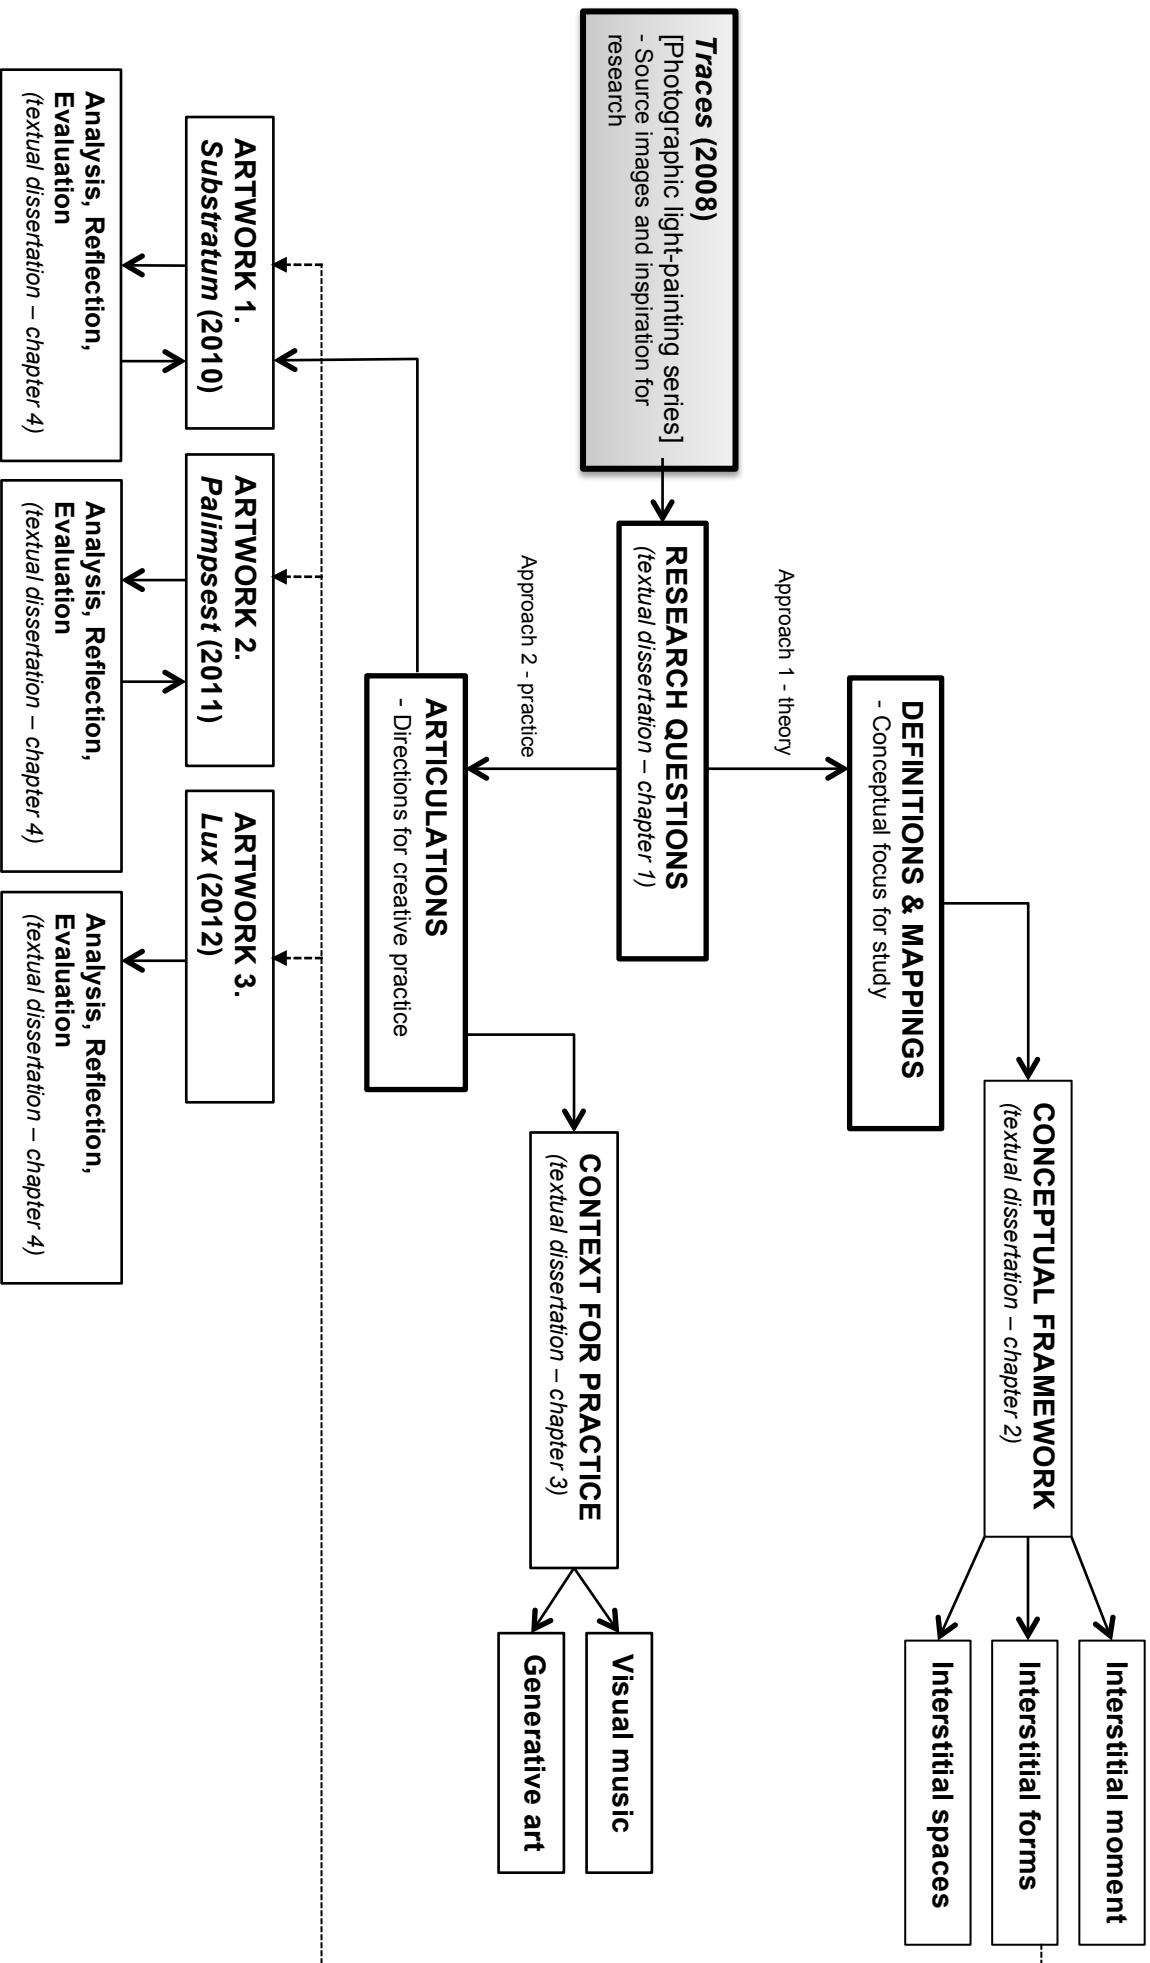 Traces (2008)
[Photographic light-painting series]
- Source images and inspiration for
research
RESEARCH QUESTIONS
(textual dissertation – chapter 1)
Approach 1 - theory
DEFINITIONS & MAPPINGS
- Conceptual focus for study
CONCEPTUAL FRAMEWORK
(textual dissertation – chapter 2)
Interstitial moment
Interstitial forms
Interstitial spaces
Approach 2 - practice
ARTICULATIONS
- Directions for creative practice
CONTEXT FOR PRACTICE
(textual dissertation – chapter 3)
Visual music
Generative art
ARTWORK 1.
Substratum (2010)
ARTWORK 2.
Palimpsest (2011)
ARTWORK 3.
Lux (2012)
Analysis, Reflection,
Evaluation
(textual dissertation – chapter 4)
Analysis, Reflection,
Evaluation
(textual dissertation – chapter 4)
Analysis, Reflection,
Evaluation
(textual dissertation – chapter 4)